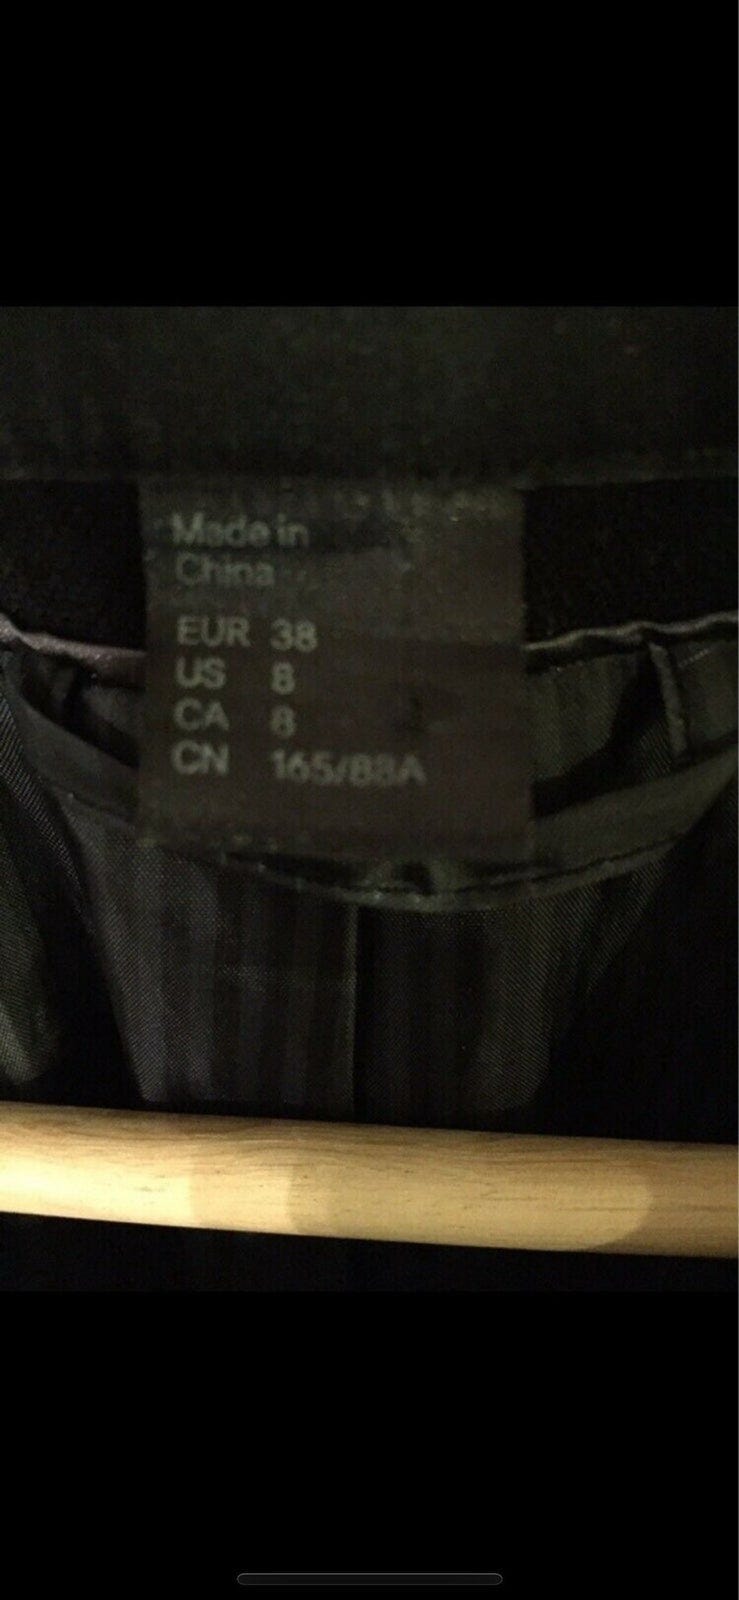 Made in
China
EUR 38
US 8
CA 8
CN 165/88A